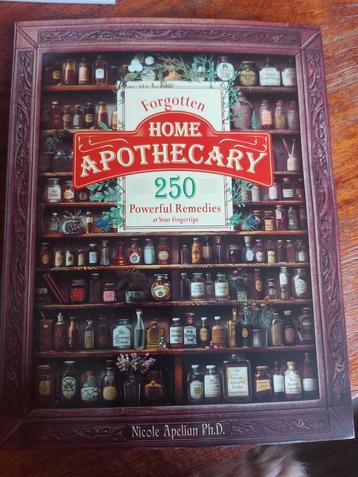 Forgotten
HOME
APOTHECARY
250
Powerful Remedies
at Your Fingertips
Nicole Apelian Ph.D.